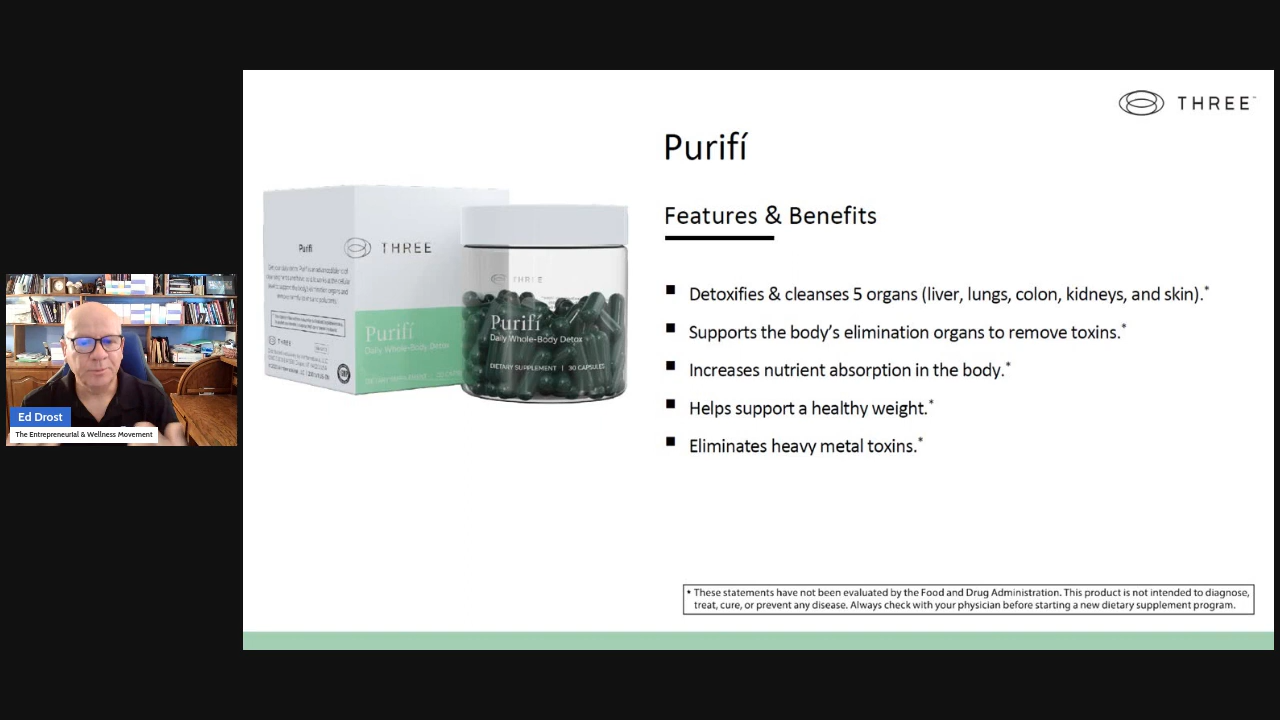 THREE™
Purifí
Features & Benefits
Detoxifies & cleanses 5 organs (liver, lungs, colon, kidneys, and skin).*
Supports the body's elimination organs to remove toxins.*
Increases nutrient absorption in the body.*
Helps support a healthy weight.*
Eliminates heavy metal toxins.*
* These statements have not been evaluated by the Food and Drug Administration. This product is not intended to diagnose,
treat, cure, or prevent any disease. Always check with your physician before starting a new dietary supplement program.
Purifí
THREE
Purifí
Daily Whole-Body Detox
THREE
THREE
Purifí
Daily Whole-Body Detox
DIETARY SUPPLEMENT | 30 CAPSULES
Ed Drost
The Entrepreneurial & Wellness Movement